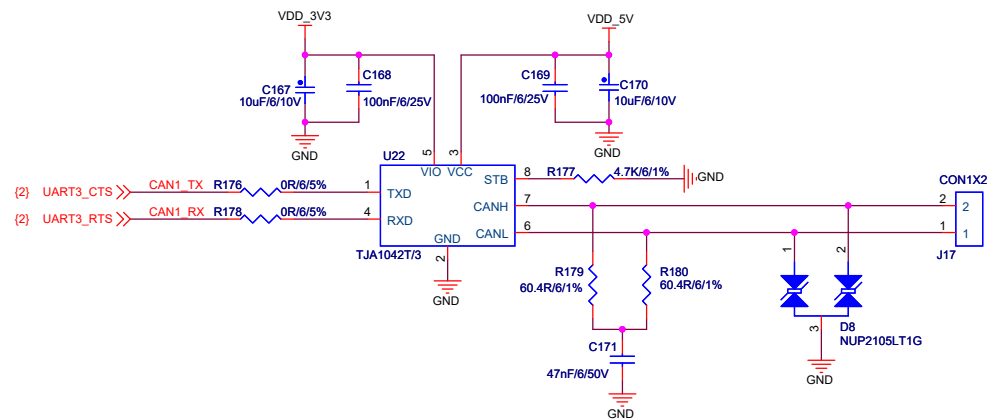 VDD_3V3
VDD_5V
C167
10uF/6/10V
C168
100nF/6/25V
C169
100nF/6/25V
C170
10uF/6/10V
GND
GND
U22
5
3
VIO
VCC
{2}
UART3_CTS
CAN1_TX
R176
0R/6/5%
1
TXD
STB
8
R177
4.7K/6/1%
GND
{2}
UART3_RTS
CAN1_RX
R178
0R/6/5%
4
RXD
CANH
7
CANL
6
GND
2
TJA1042T/3
GND
CON1X2
2
2
1
1
J17
R179
60.4R/6/1%
R180
60.4R/6/1%
C171
47nF/6/50V
GND
1
2
3
D8
NUP2105LT1G
GND